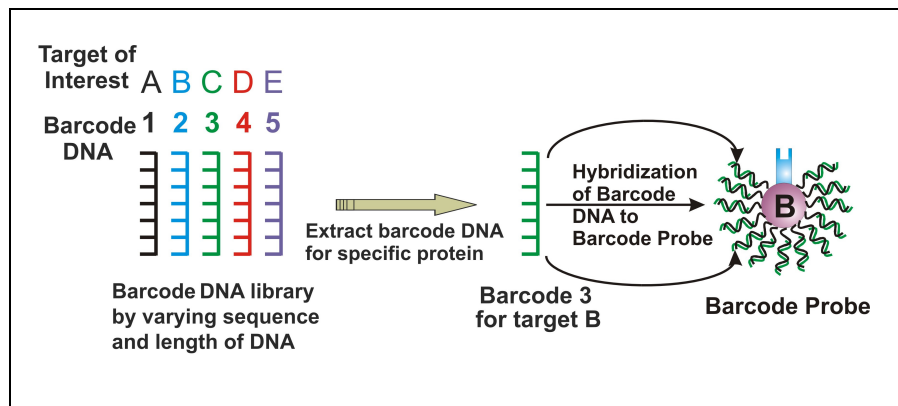 Target of
Interest
A B C D E
Barcode
DNA
1 2 3 4 5
Barcode DNA library
by varying sequence
and length of DNA
Extract barcode DNA
for specific protein
Barcode 3
for target B
Hybridization
of Barcode
DNA to
Barcode Probe
B
Barcode Probe